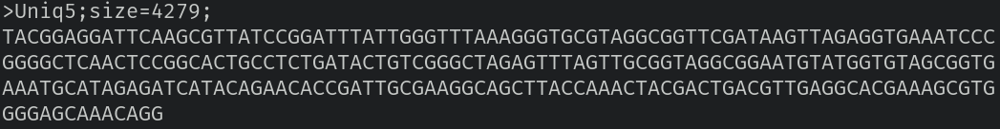 >Uniq5;size=4279;
TACGGAGGATTCAAGCGTTATCCGGATTTATTGGGTTTAAAGGGTGCGTAGGCGGTTCGATAAGTTAGAGGTGAAATCCC
GGGGCTCAACTCCGGCACTGCCTCTGATACTGTCGGGCTAGAGTTTAGTTGCGGTAGGCGGAATGTATGGTGTAGCGGTG
AAATGCATAGAGATCATACAGAACACCGATTGCGAAGGCAGCTTACCAAACTACGACTGACGTTGAGGCACGAAAGCGTG
GGGAGCAAACAGG